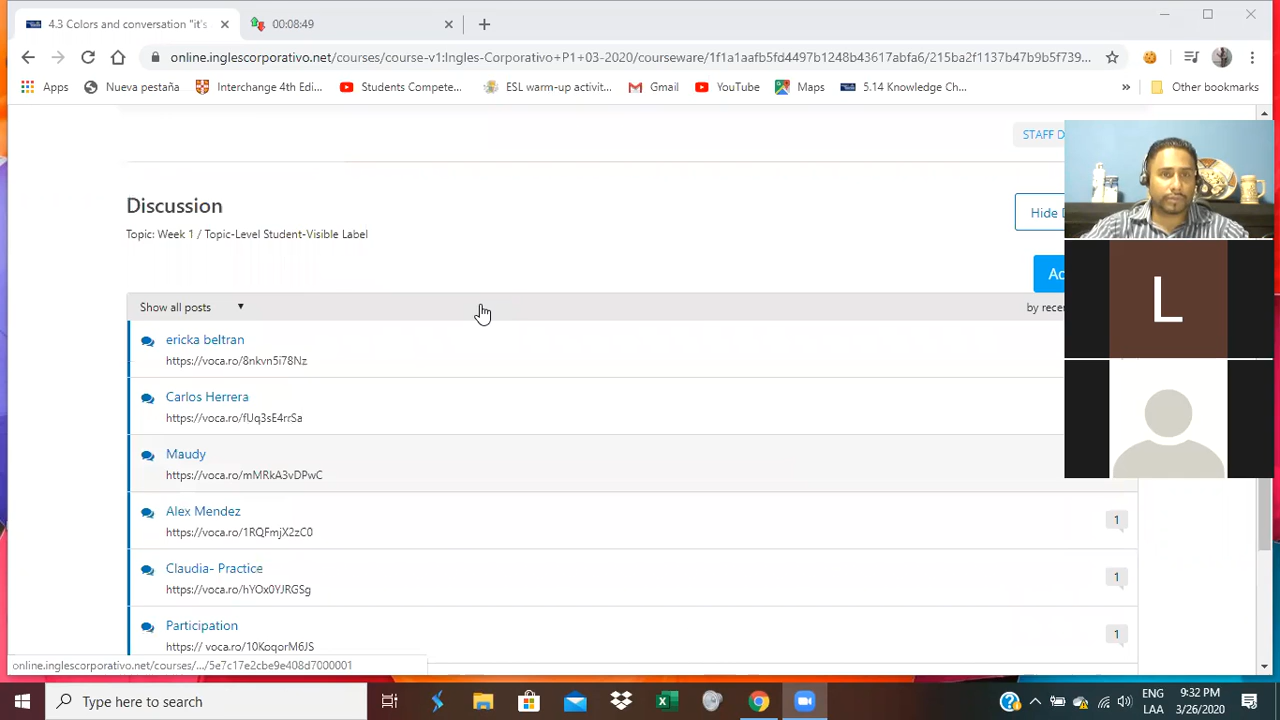 4.3 Colors and conversation "it's
00:08:49
online.inglescorporativo.net/courses/course-v1:Ingles-Corporativo+P1+03-2020/courseware/1f1a1aafb5fd4497b1248b43617abfa6/215ba2f1137b47b9b5f739...
Apps
Nueva pestaña
Interchange 4th Edi...
Students Compete...
ESL warm-up activit...
Gmail
YouTube
Maps
5.14 Knowledge Ch...
»
Other bookmarks
STAFF D
Discussion
Hide D
Topic: Week 1 / Topic-Level Student-Visible Label
Ad
Show all posts
by recen
ericka beltran
https://voca.ro/8nkvn5i78Nz
Carlos Herrera
https://voca.ro/fUq3sE4rrSa
Maudy
https://voca.ro/mMRkA3vDPwC
Alex Mendez
https://voca.ro/1RQFmjX2zC0
1
Claudia- Practice
https://voca.ro/hYOx0YJRGSg
1
Participation
https:// voca.ro/10KoqorM6JS
1
online.inglescorporativo.net/courses/.../5e7c17e2cbe9e408d7000001
L
Type here to search
ENG
LAA
9:32 PM
3/26/2020